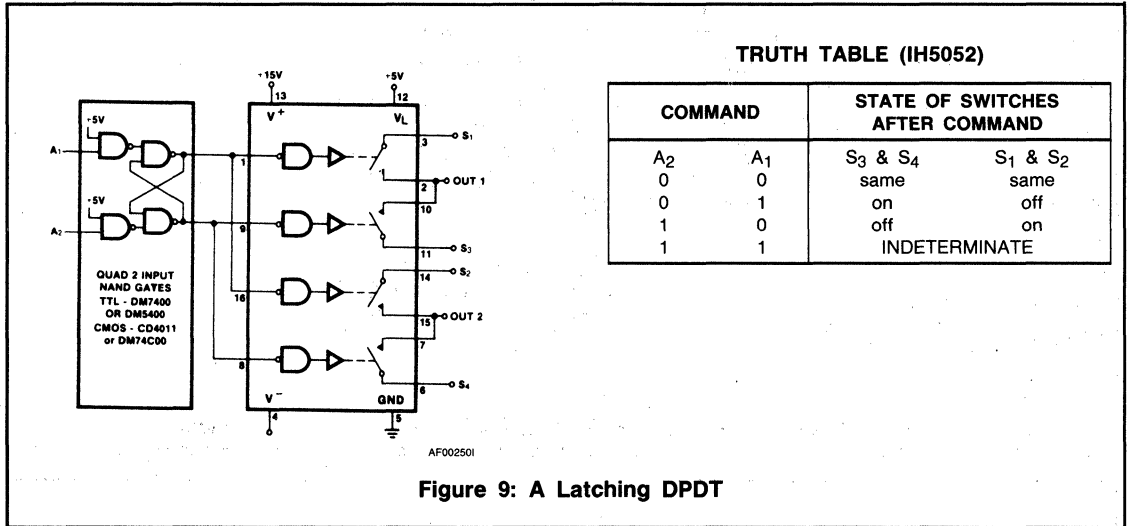 TRUTH TABLE (IH5052)
COMMAND
STATE OF SWITCHES
AFTER COMMAND
A2 A1 S3 & S4 S1 & S2
0 0 same same
0 1 on off
1 0 off on
1 1 INDETERMINATE
+15V
13
V+
+5V
12
VL
+5V
A1
+5V
A2
QUAD 2 INPUT
NAND GATES
TTL - DM7400
OR DM5400
CMOS - CD4011
or DM74C00
1
9
16
8
3
S1
2
OUT 1
10
11
S3
14
S2
15
OUT 2
7
6
S4
V-
4
GND
5
AF00250I
Figure 9: A Latching DPDT